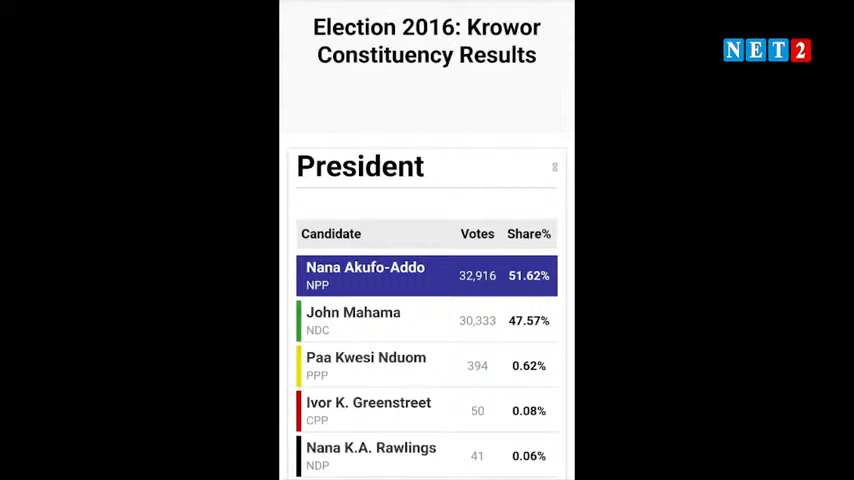 Election 2016: Krowor
Constituency Results
NET2
President
Candidate Votes Share%
Nana Akufo-Addo 32,916 51.62%
NPP
John Mahama 30,333 47.57%
NDC
Paa Kwesi Nduom 394 0.62%
PPP
Ivor K. Greenstreet 50 0.08%
CPP
Nana K.A. Rawlings 41 0.06%
NDP